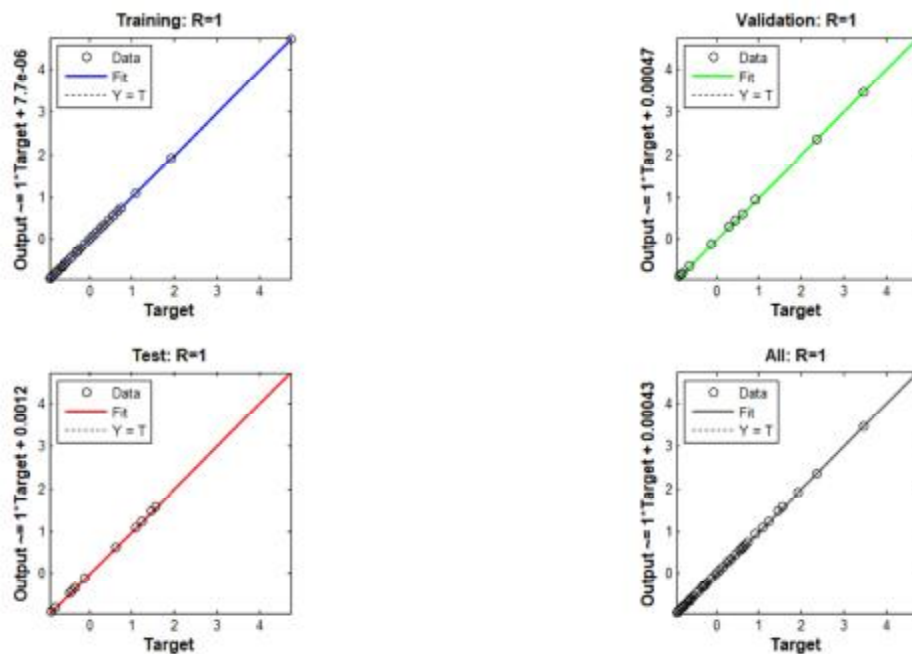 Training: R=1
Output ~= 1*Target + 7.7e-06
Data
Fit
Y = T
4
3
2
1
0
0 1 2 3 4
Target
Validation: R=1
Output ~= 1*Target + 0.00047
Data
Fit
Y = T
4
3
2
1
0
0 1 2 3 4
Target
Test: R=1
Output ~= 1*Target + 0.0012
Data
Fit
Y = T
4
3
2
1
0
0 1 2 3 4
Target
All: R=1
Output ~= 1*Target + 0.00043
Data
Fit
Y = T
4
3
2
1
0
0 1 2 3 4
Target